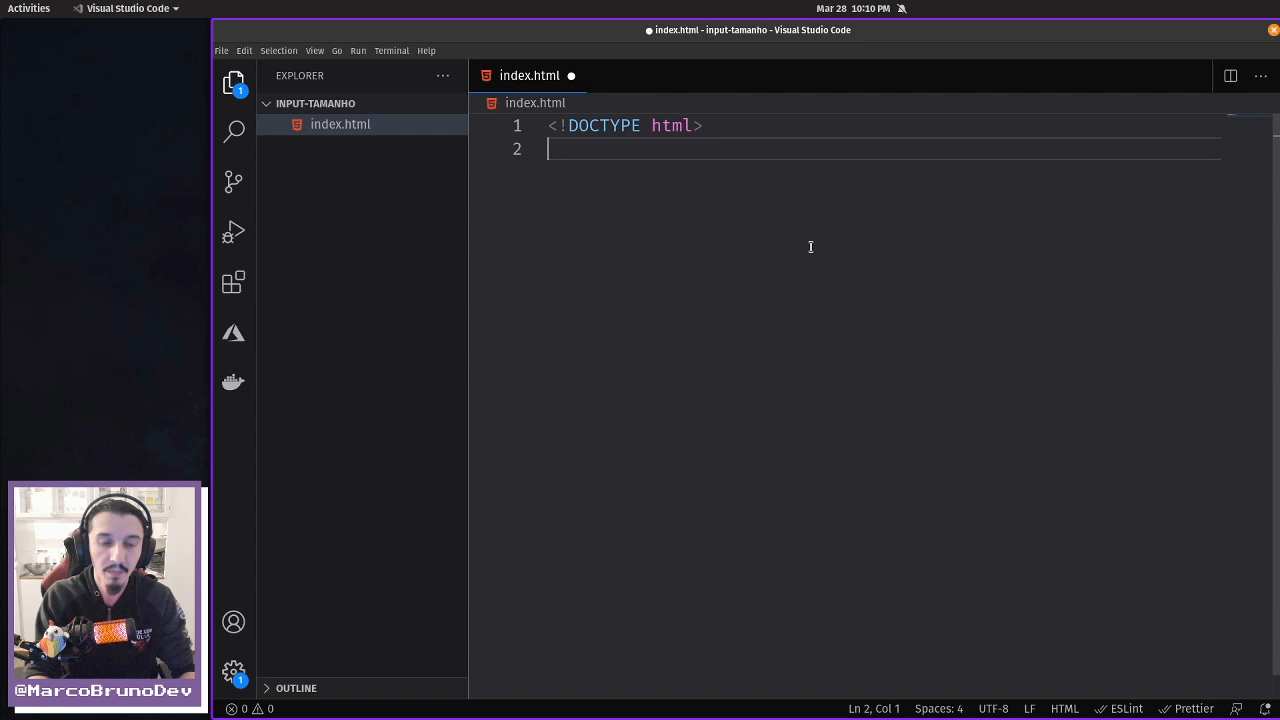 Activities
Visual Studio Code
Mar 28 10:10 PM
● index.html - input-tamanho - Visual Studio Code
File Edit Selection View Go Run Terminal Help
EXPLORER
index.html
INPUT-TAMANHO
index.html
index.html
1 <!DOCTYPE html>
2
1
OUTLINE
1
@MarcoBrunoDev
0 0
Ln 2, Col 1
Spaces: 4
UTF-8
LF
HTML
ESLint
Prettier